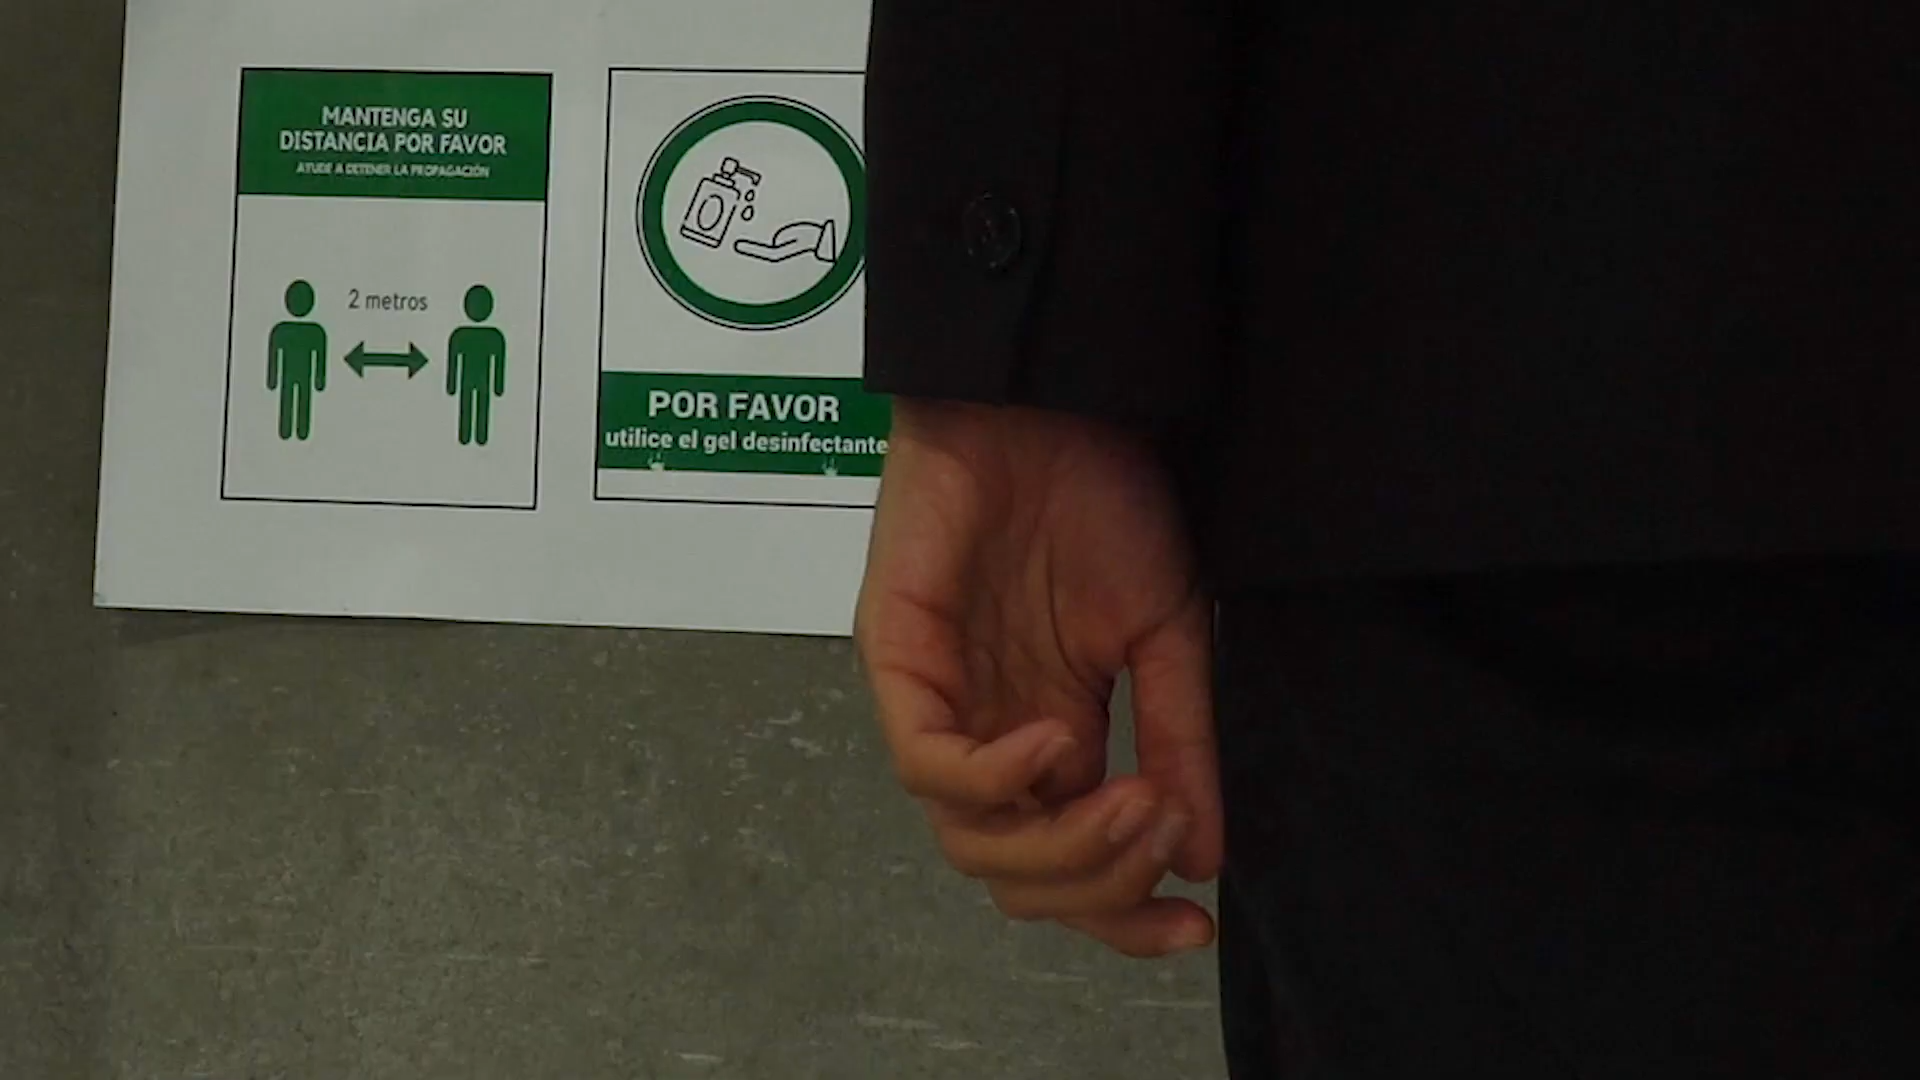 MANTENGA SU
DISTANCIA POR FAVOR
AYUDE A DETENER LA PROPAGACIÓN
2 metros
POR FAVOR
utilice el gel desinfectante